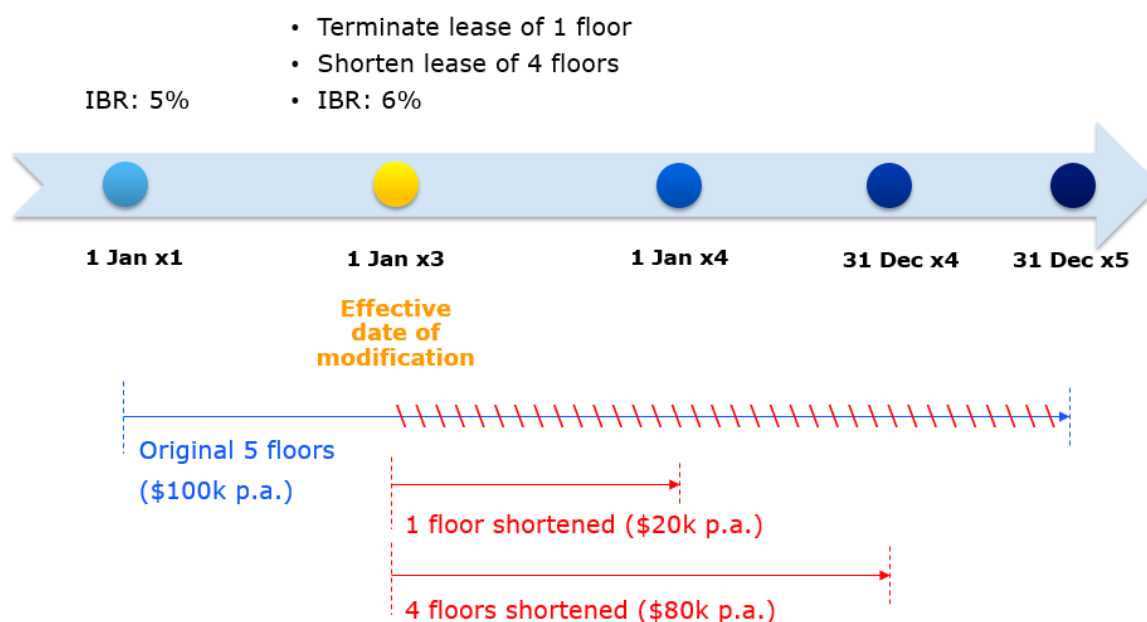 • Terminate lease of 1 floor
• Shorten lease of 4 floors
IBR: 5%
• IBR: 6%
1 Jan x1
1 Jan x3
1 Jan x4
31 Dec x4
31 Dec x5
Effective
date of
modification
Original 5 floors
($100k p.a.)
1 floor shortened ($20k p.a.)
4 floors shortened ($80k p.a.)